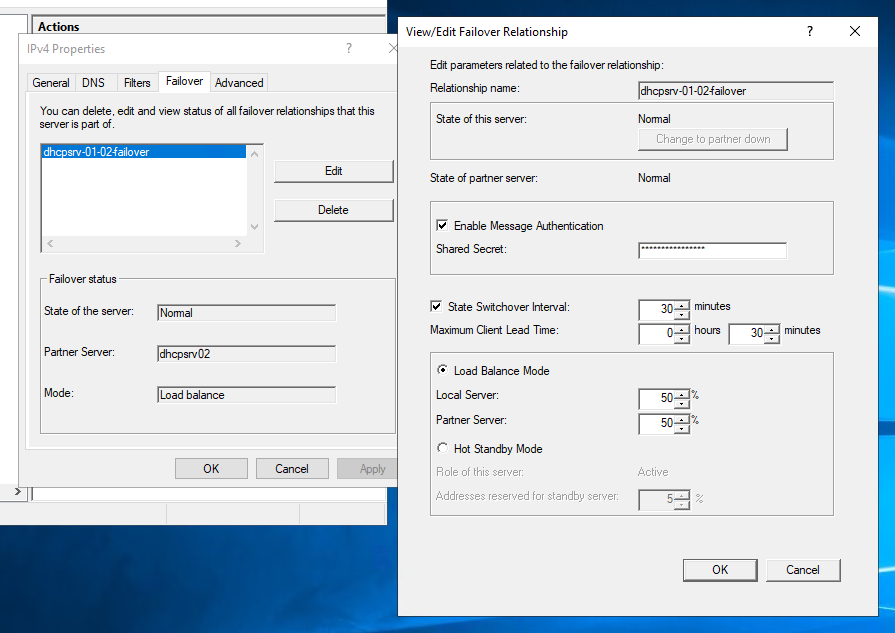 Actions
IPv4 Properties
?
General DNS Filters Failover Advanced
You can delete, edit and view status of all failover relationships that this
server is part of.
dhcpsrv-01-02-failover
Edit
Delete
Failover status
State of the server: Normal
Partner Server: dhcpsrv02
Mode: Load balance
OK Cancel Apply
View/Edit Failover Relationship
?
Edit parameters related to the failover relationship:
Relationship name: dhcpsrv-01-02-failover
State of this server: Normal
Change to partner down
State of partner server: Normal
Enable Message Authentication
Shared Secret: ****************
State Switchover Interval: 30 minutes
Maximum Client Lead Time: 0 hours 30 minutes
Load Balance Mode
Local Server: 50 %
Partner Server: 50 %
Hot Standby Mode
Role of this server: Active
Addresses reserved for standby server: 5 %
OK Cancel